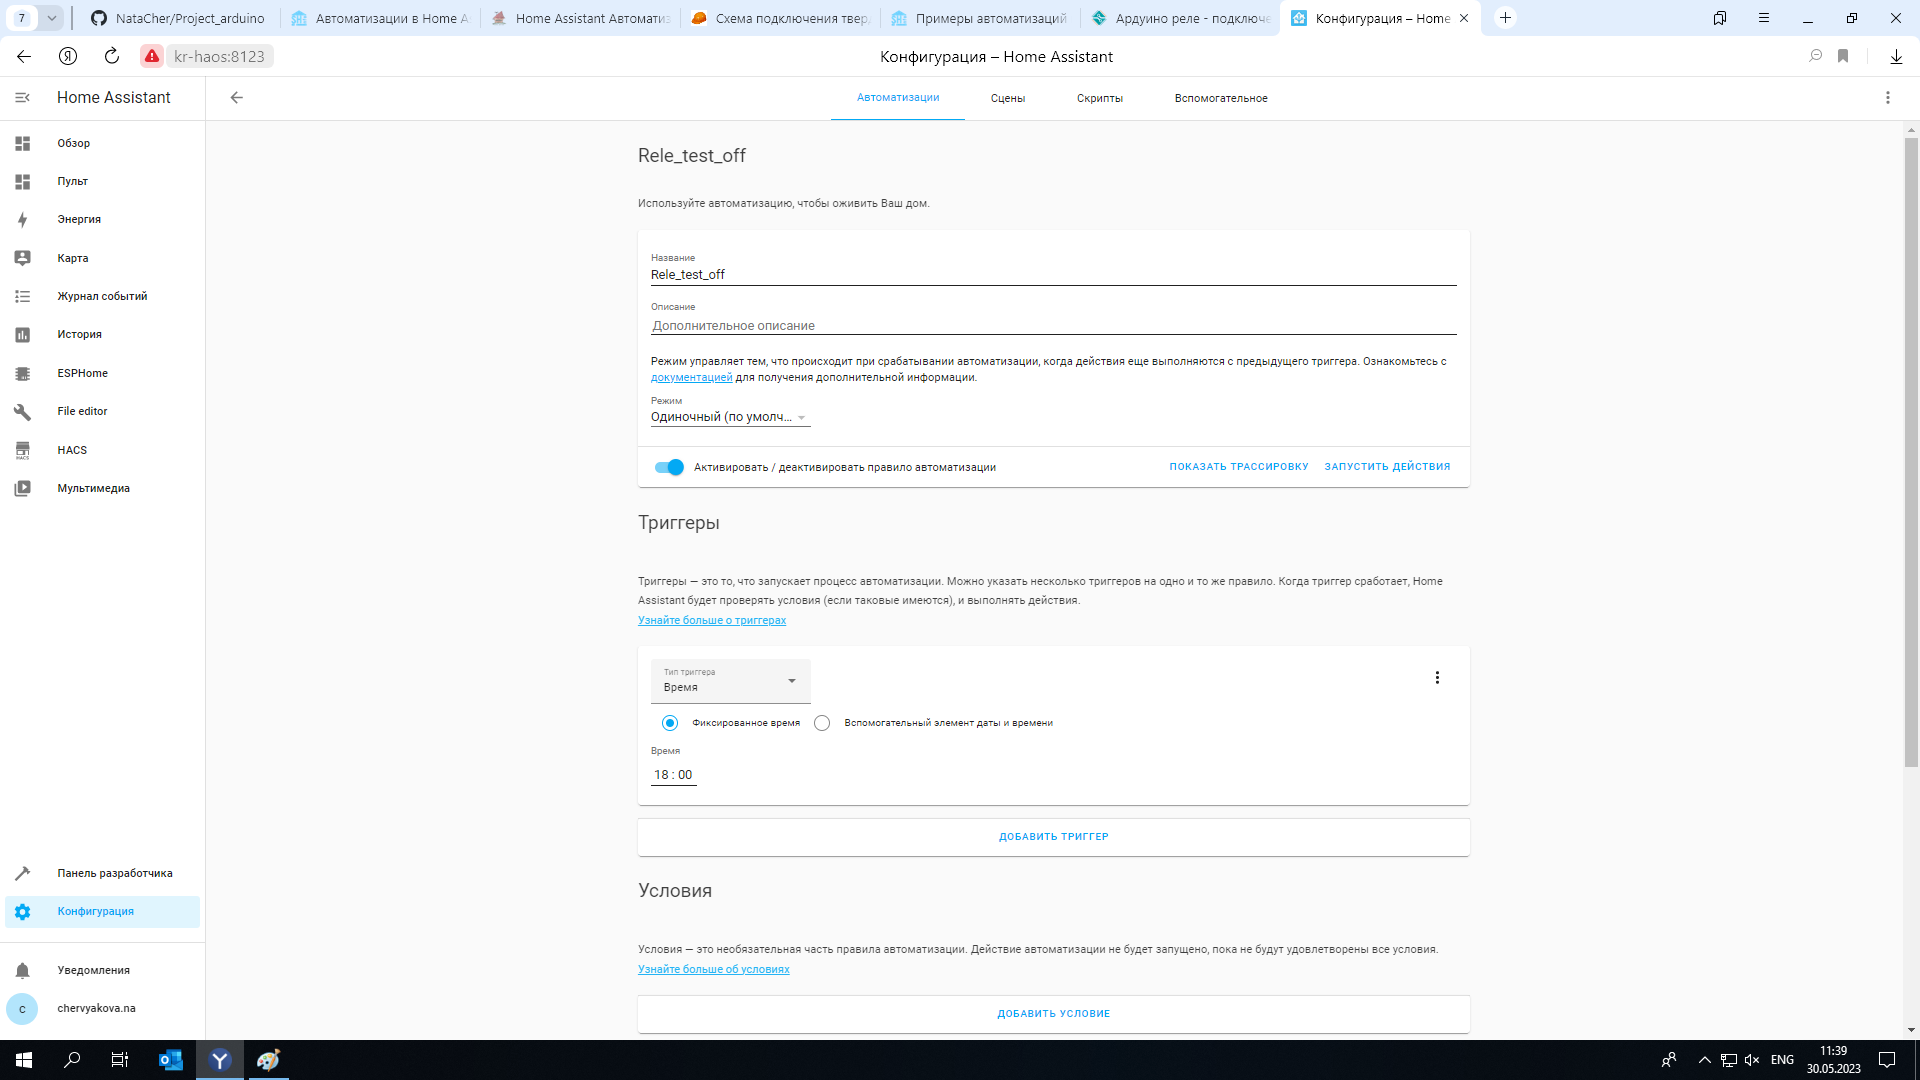 7
NataCher/Project_arduino
Автоматизации в Home A
Home Assistant Автоматиз
Схема подключения твер
Примеры автоматизаций
Ардуино реле - подключе
Конфигурация – Home
kr-haos:8123
Конфигурация – Home Assistant
Home Assistant
Автоматизации
Сцены
Скрипты
Вспомогательное
Обзор
Пульт
Энергия
Карта
Журнал событий
История
ESPHome
File editor
HACS
Мультимедиа
Панель разработчика
Конфигурация
Уведомления
c
chervyakova.na
Rele_test_off
Используйте автоматизацию, чтобы оживить Ваш дом.
Название
Rele_test_off
Описание
Дополнительное описание
Режим управляет тем, что происходит при срабатывании автоматизации, когда действия еще выполняются с предыдущего триггера. Ознакомьтесь с
документацией для получения дополнительной информации.
Режим
Одиночный (по умолч...
Активировать / деактивировать правило автоматизации
ПОКАЗАТЬ ТРАССИРОВКУ
ЗАПУСТИТЬ ДЕЙСТВИЯ
Триггеры
Триггеры — это то, что запускает процесс автоматизации. Можно указать несколько триггеров на одно и то же правило. Когда триггер сработает, Home
Assistant будет проверять условия (если таковые имеются), и выполнять действия.
Узнайте больше о триггерах
Тип триггера
Время
Фиксированное время
Вспомогательный элемент даты и времени
Время
18 : 00
ДОБАВИТЬ ТРИГГЕР
Условия
Условия — это необязательная часть правила автоматизации. Действие автоматизации не будет запущено, пока не будут удовлетворены все условия.
Узнайте больше об условиях
ДОБАВИТЬ УСЛОВИЕ
ENG
11:39
30.05.2023